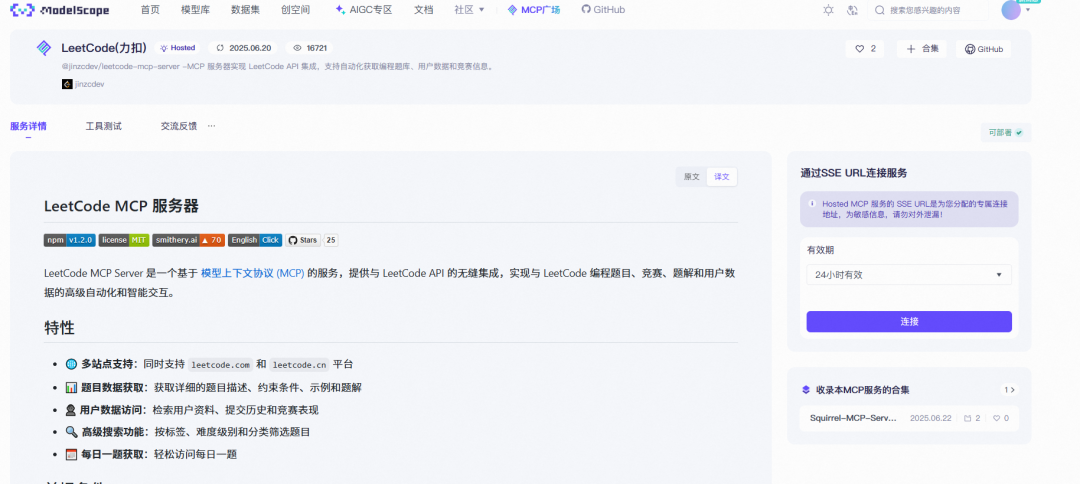 ModelScope 首页 模型库 数据集 创空间 AIGC专区 文档 社区 MCP广场 GitHub 搜索您感兴趣的内容
LeetCode(力扣) Hosted 2025.06.20 16721 2 合集 GitHub
@jinzcdev/leetcode-mcp-server -MCP 服务器实现 LeetCode API 集成，支持自动化获取编程题库、用户数据和竞赛信息。
jinzcdev
服务详情 工具测试 交流反馈 ···
可部署
原文 译文
LeetCode MCP 服务器
npm v1.2.0 license MIT smithery.ai ▲ 70 English Click Stars 25
LeetCode MCP Server 是一个基于 模型上下文协议 (MCP) 的服务，提供与 LeetCode API 的无缝集成，实现与 LeetCode 编程题目、竞赛、题解和用户数
据的高级自动化和智能交互。
特性
多站点支持：同时支持 leetcode.com 和 leetcode.cn 平台
题目数据获取：获取详细的题目描述、约束条件、示例和题解
用户数据访问：检索用户资料、提交历史和竞赛表现
高级搜索功能：按标签、难度级别和分类筛选题目
每日一题获取：轻松访问每日一题
通过SSE URL连接服务
Hosted MCP 服务的 SSE URL是为您分配的专属连接
地址，为敏感信息，请勿对外泄漏！
有效期
24小时有效
连接
收录本MCP服务的合集 1
Squirrel-MCP-Serv... 2025.06.22 2 0